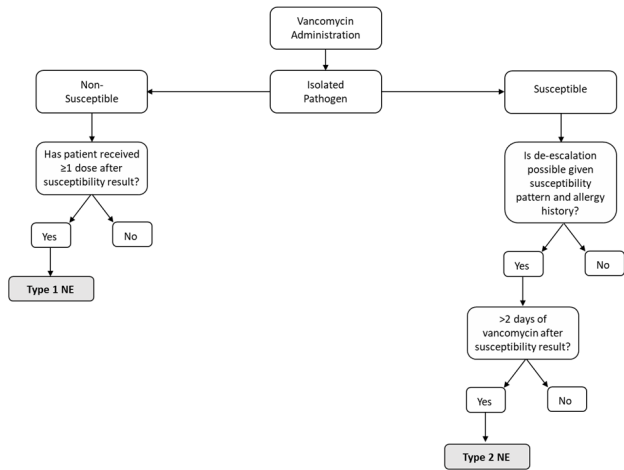 Vancomycin
Administration
Non-
Susceptible
Isolated
Pathogen
Susceptible
Has patient received
≥1 dose after
susceptibility result?
Is de-escalation
possible given
susceptibility
pattern and allergy
history?
Yes
No
Type 1 NE
Yes
No
>2 days of
vancomycin after
susceptibility result?
Yes
No
Type 2 NE